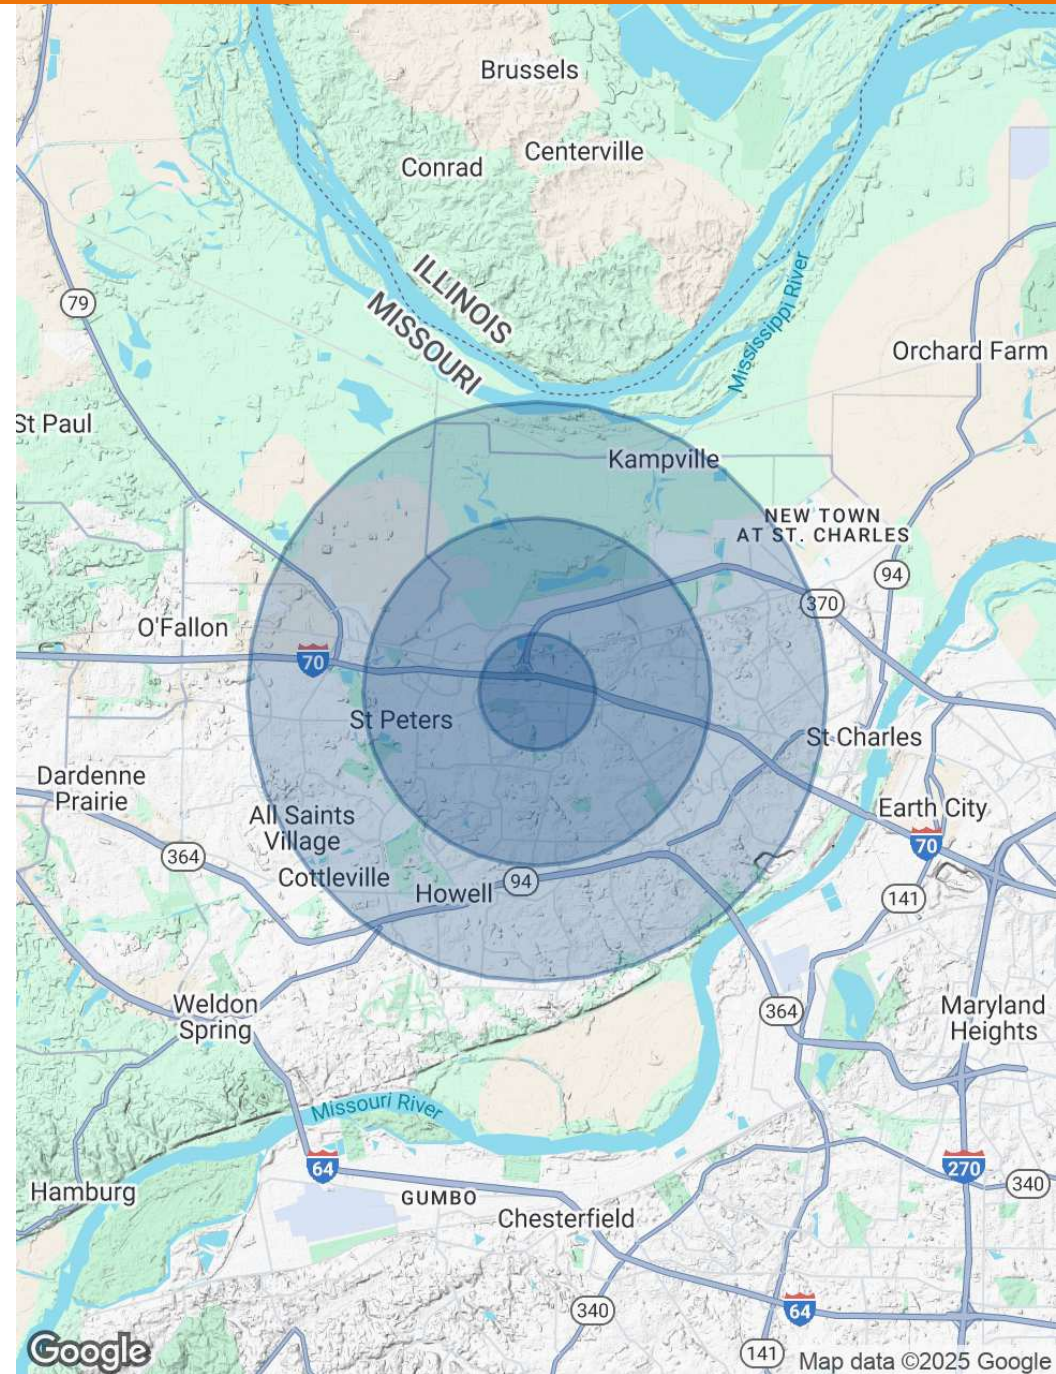 Brussels
Centerville
Conrad
ILLINOIS
MISSOURI
Mississippi River
79
Orchard Farm
St Paul
Kampville
NEW TOWN
AT ST. CHARLES
94
370
O'Fallon
70
St Peters
St Charles
Dardenne
Prairie
Earth City
All Saints
Village
70
364
Cottleville
94
Howell
141
Weldon
Spring
364
Maryland
Heights
Missouri River
64
270
340
Hamburg
GUMBO
Chesterfield
340
64
141
Google
Map data ©2025 Google